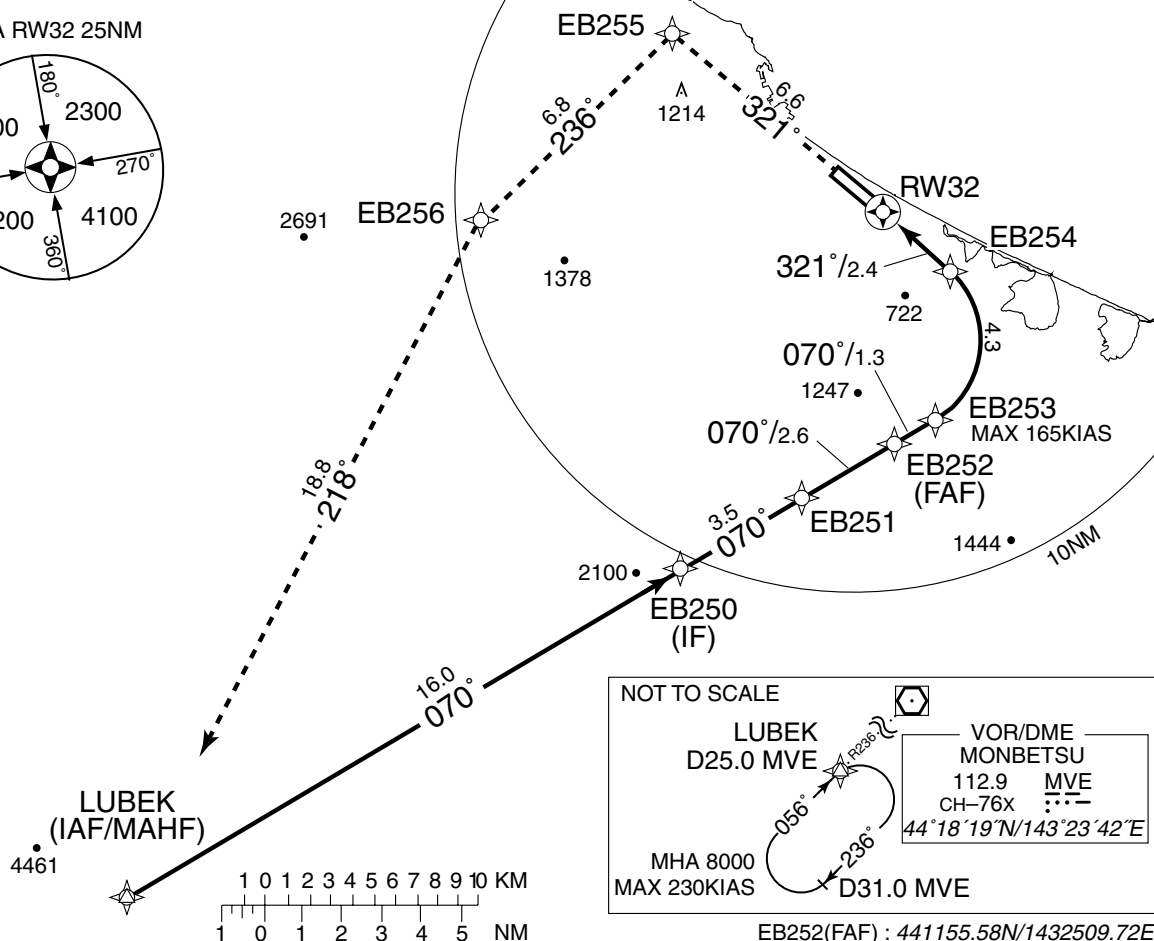 A RW32 25NM
180°
2300
00
270°
200
4100
360°
EB255
1214
6.6
321°
6.8
236°
RW32
EB256
2691
1378
EB254
321°/2.4
722
4.3
070°/1.3
1247
EB253
MAX 165KIAS
070°/2.6
EB252
(FAF)
EB251
18.8
218°
3.5
070°
1444
10NM
2100
EB250
(IF)
16.0
070°
LUBEK
(IAF/MAHF)
4461
1 0 1 2 3 4 5 6 7 8 9 10 KM
1 0 1 2 3 4 5 NM
NOT TO SCALE
LUBEK
D25.0 MVE
R236
056°
236°
MHA 8000
MAX 230KIAS
D31.0 MVE
VOR/DME
MONBETSU
112.9 MVE
CH–76X
44°18´19˝N/143°23´42˝E
EB252(FAF) : 441155.58N/1432509.72E